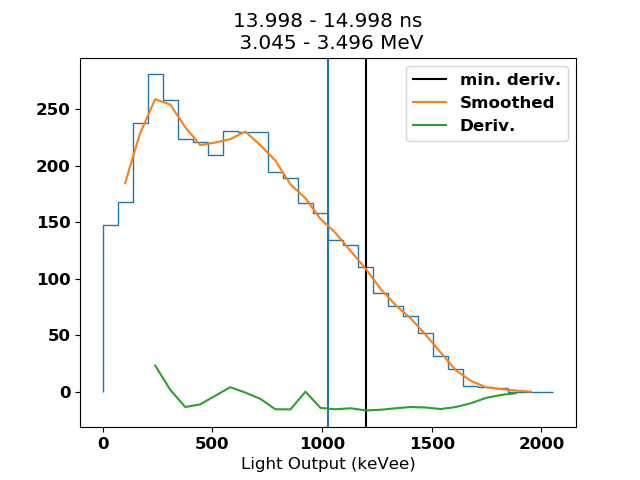 13.998 - 14.998 ns
3.045 - 3.496 MeV
min. deriv.
Smoothed
Deriv.
250
200
150
100
50
0
0 500 1000 1500 2000
Light Output (keVee)